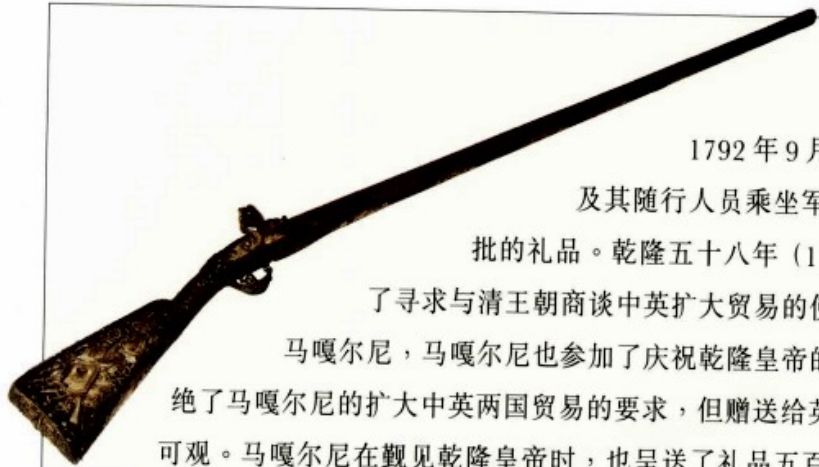 1792年9月
及其随行人员乘坐军
批的礼品。乾隆五十八年（1
了寻求与清王朝商谈中英扩大贸易的
马嘎尔尼，马嘎尔尼也参加了庆祝乾隆皇帝的
绝了马嘎尔尼的扩大中英两国贸易的要求，但赠送给英
可观。马嘎尔尼在觐见乾隆皇帝时，也呈送了礼品五百